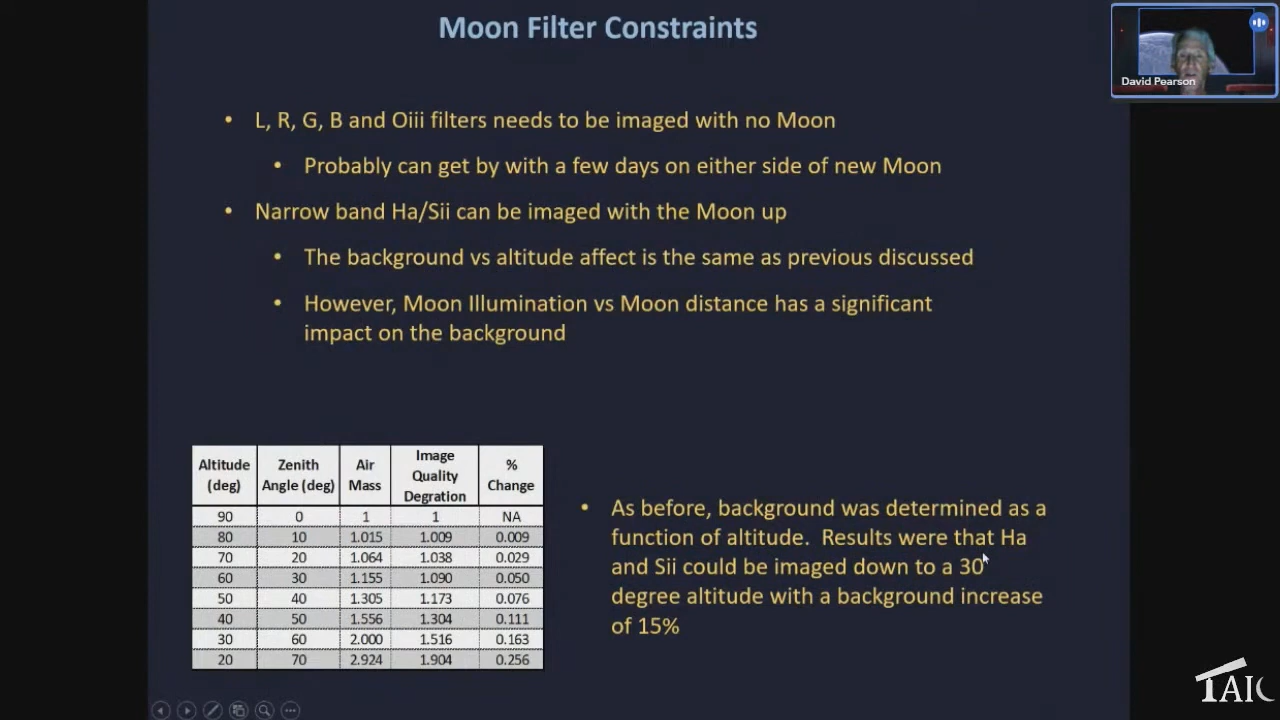 Moon Filter Constraints
David Pearson
• L, R, G, B and Oiii filters needs to be imaged with no Moon
• Probably can get by with a few days on either side of new Moon
• Narrow band Ha/Sii can be imaged with the Moon up
• The background vs altitude affect is the same as previous discussed
• However, Moon Illumination vs Moon distance has a significant
impact on the background
Altitude (deg) Zenith Angle (deg) Air Mass Image Quality Degration % Change
90 0 1 1 NA
80 10 1.015 1.009 0.009
70 20 1.064 1.038 0.029
60 30 1.155 1.090 0.050
50 40 1.305 1.173 0.076
40 50 1.556 1.304 0.111
30 60 2.000 1.516 0.163
20 70 2.924 1.904 0.256
• As before, background was determined as a
function of altitude. Results were that Ha
and Sii could be imaged down to a 30
degree altitude with a background increase
of 15%
TAIC